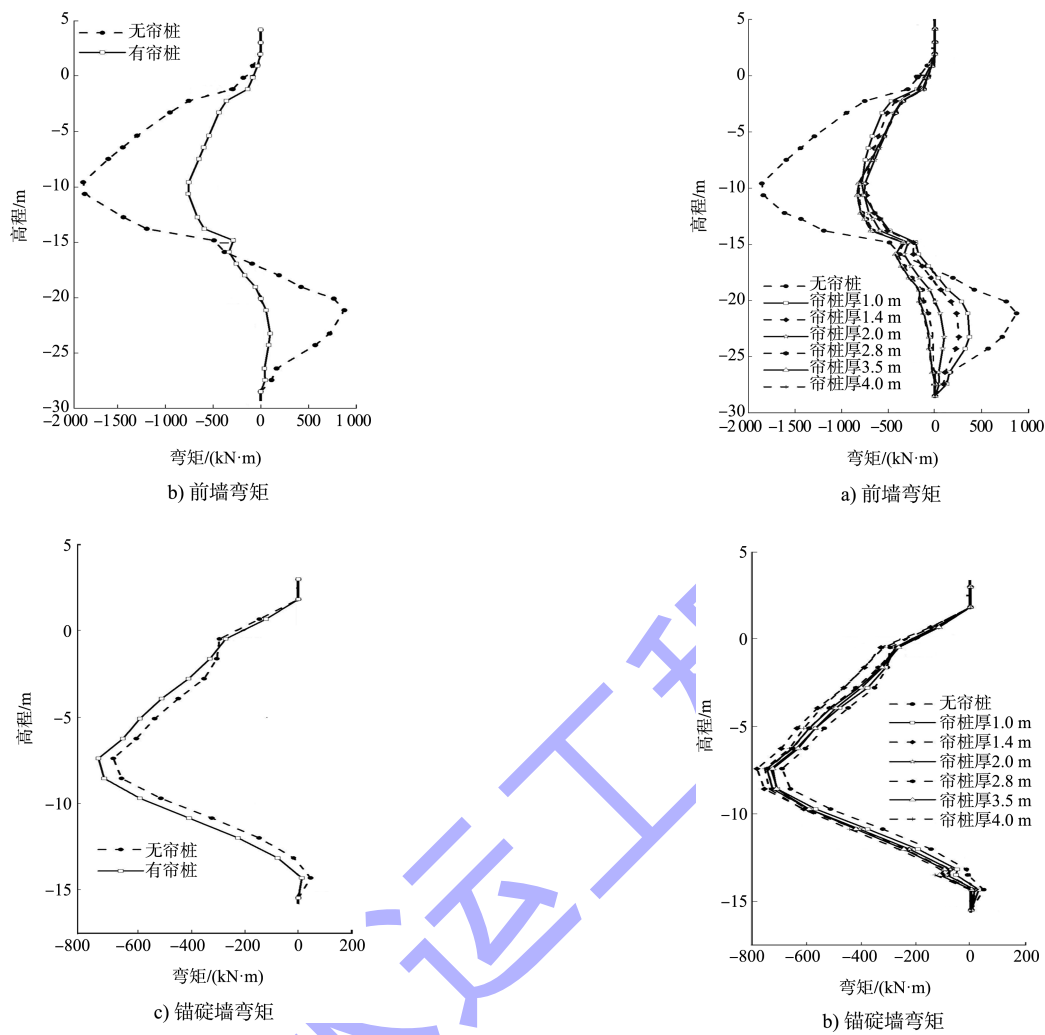 5
0
−5
−10
−15
−20
−25
−30
高程/m
无帘桩
有帘桩
−2 000
−1 500
−1 000
−500
0
500
1 000
弯矩/(kN·m)
b) 前墙弯矩
5
0
−5
−10
−15
−20
−25
−30
高程/m
无帘桩
帘桩厚1.0 m
帘桩厚1.4 m
帘桩厚2.0 m
帘桩厚2.8 m
帘桩厚3.5 m
帘桩厚4.0 m
−2 000
−1 500
−1 000
−500
0
500
1 000
弯矩/(kN·m)
a) 前墙弯矩
5
0
−5
−10
−15
高程/m
无帘桩
有帘桩
−800
−600
−400
−200
0
200
弯矩/(kN·m)
c) 锚碇墙弯矩
5
0
−5
−10
−15
高程/m
无帘桩
帘桩厚1.0 m
帘桩厚1.4 m
帘桩厚2.0 m
帘桩厚2.8 m
帘桩厚3.5 m
帘桩厚4.0 m
−800
−600
−400
−200
0
200
弯矩/(kN·m)
b) 锚碇墙弯矩
运工